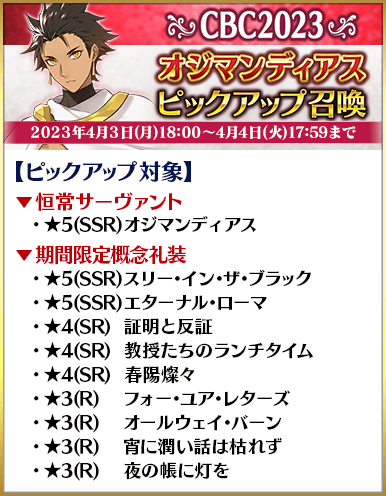 CBC2023
オジマンディアス
ピックアップ召喚
2023年4月3日(月)18:00～4月4日(火)17:59まで
【ピックアップ対象】
▼恒常サーヴァント
・★5(SSR)オジマンディアス
▼期間限定概念礼装
・★5(SSR)スリー・イン・ザ・ブラック
・★5(SSR)エターナル・ローマ
・★4(SR) 証明と反証
・★4(SR) 教授たちのランチタイム
・★4(SR) 春陽燦々
・★3(R) フォー・ユア・レターズ
・★3(R) オールウェイ・バーン
・★3(R) 宵に潤い話は枯れず
・★3(R) 夜の帳に灯を